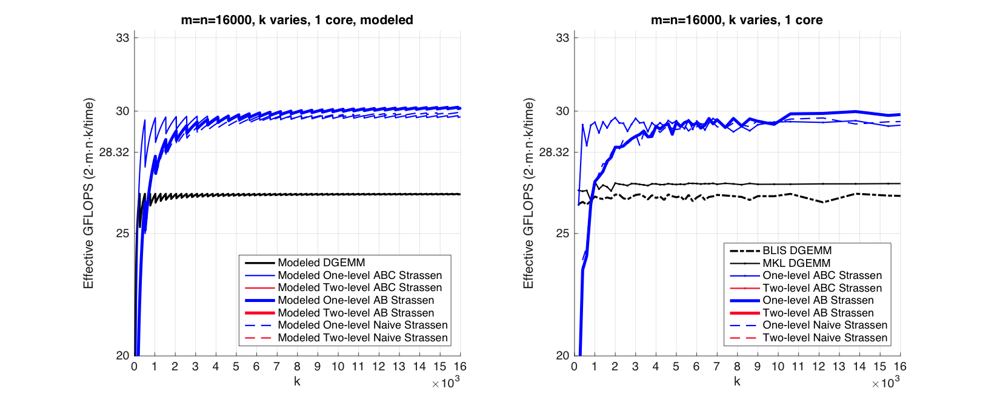 m=n=16000, k varies, 1 core, modeled
Effective GFLOPS (2·m·n·k/time)
33
30
28.32
25
20
Modeled DGEMM
Modeled One-level ABC Strassen
Modeled Two-level ABC Strassen
Modeled One-level AB Strassen
Modeled Two-level AB Strassen
Modeled One-level Naive Strassen
Modeled Two-level Naive Strassen
0 1 2 3 4 5 6 7 8 9 10 11 12 13 14 15 16
k
×10³
m=n=16000, k varies, 1 core
Effective GFLOPS (2·m·n·k/time)
33
30
28.32
25
20
BLIS DGEMM
MKL DGEMM
One-level ABC Strassen
Two-level ABC Strassen
One-level AB Strassen
Two-level AB Strassen
One-level Naive Strassen
Two-level Naive Strassen
0 1 2 3 4 5 6 7 8 9 10 11 12 13 14 15 16
k
×10³